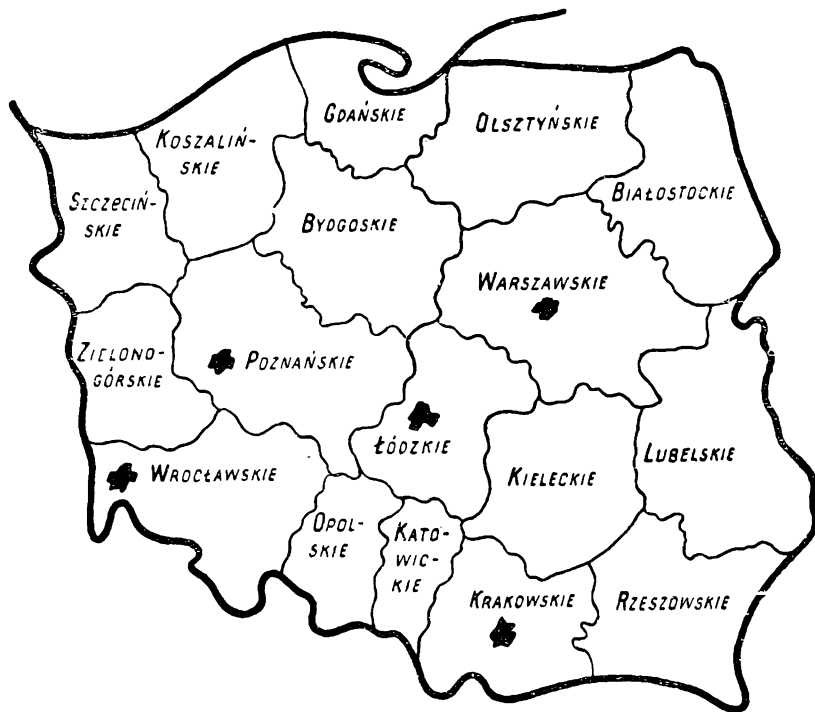 GDAŃSKIE
OLSZTYŃSKIE
KOSZALIŃ-
SKIE
BIAŁOSTOCKIE
SZCZECIŃ-
SKIE
BYDGOSKIE
WARSZAWSKIE
ZIELONO-
GÓRSKIE
POZNAŃSKIE
ŁÓDZKIE
LUBELSKIE
WROCŁAWSKIE
KIELECKIE
OPOL-
SKIE
KATO-
WIC-
KIE
KRAKOWSKIE
RZESZOWSKIE